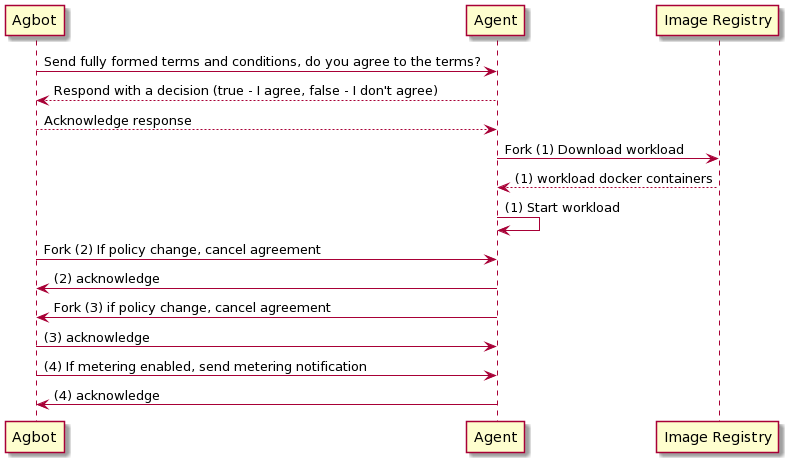 Agbot
Agent
Image Registry
Send fully formed terms and conditions, do you agree to the terms?
Respond with a decision (true - I agree, false - I don't agree)
Acknowledge response
Fork (1) Download workload
(1) workload docker containers
(1) Start workload
Fork (2) If policy change, cancel agreement
(2) acknowledge
Fork (3) if policy change, cancel agreement
(3) acknowledge
(4) If metering enabled, send metering notification
(4) acknowledge
Agbot
Agent
Image Registry